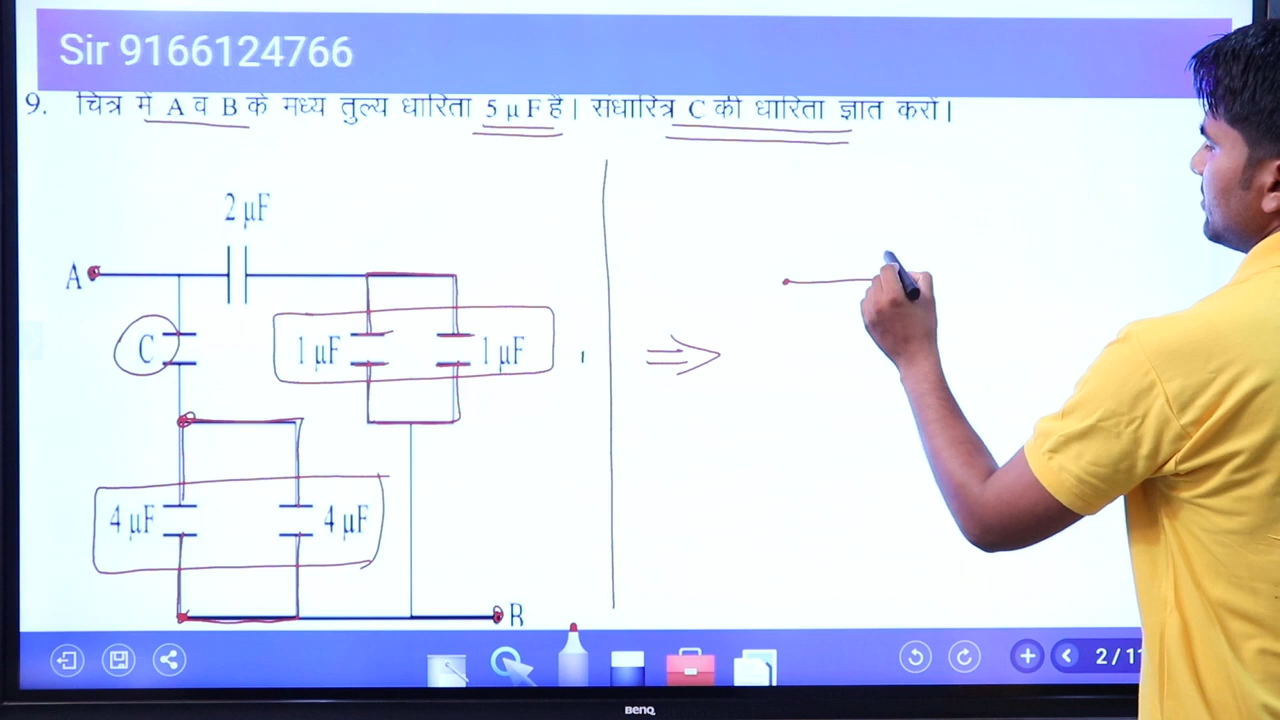 Sir 9166124766
9. चित्र में A व B के मध्य तुल्य धारिता 5 μF है। संधारित्र C की धारिता ज्ञात करो।
2 μF
A
C
1 μF
1 μF
4 μF
4 μF
B
2 / 11
BENQ